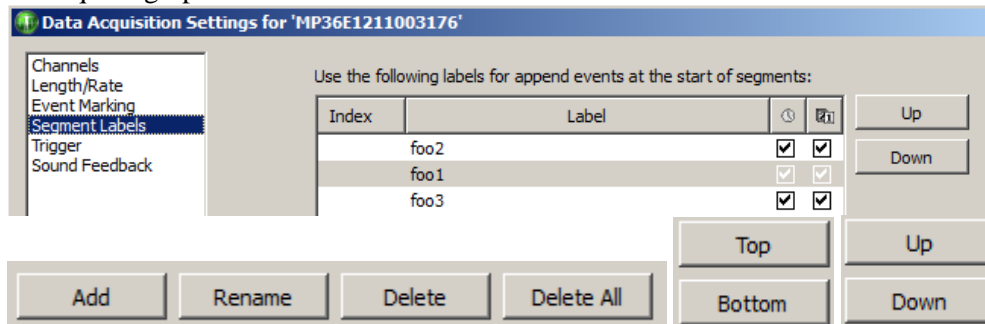 Data Acquisition Settings for 'MP36E1211003176'
Channels
Length/Rate
Event Marking
Segment Labels
Trigger
Sound Feedback
Use the following labels for append events at the start of segments:
Index Label
foo2
foo1
foo3
Up
Down
Top Up
Add Rename Delete Delete All Bottom Down